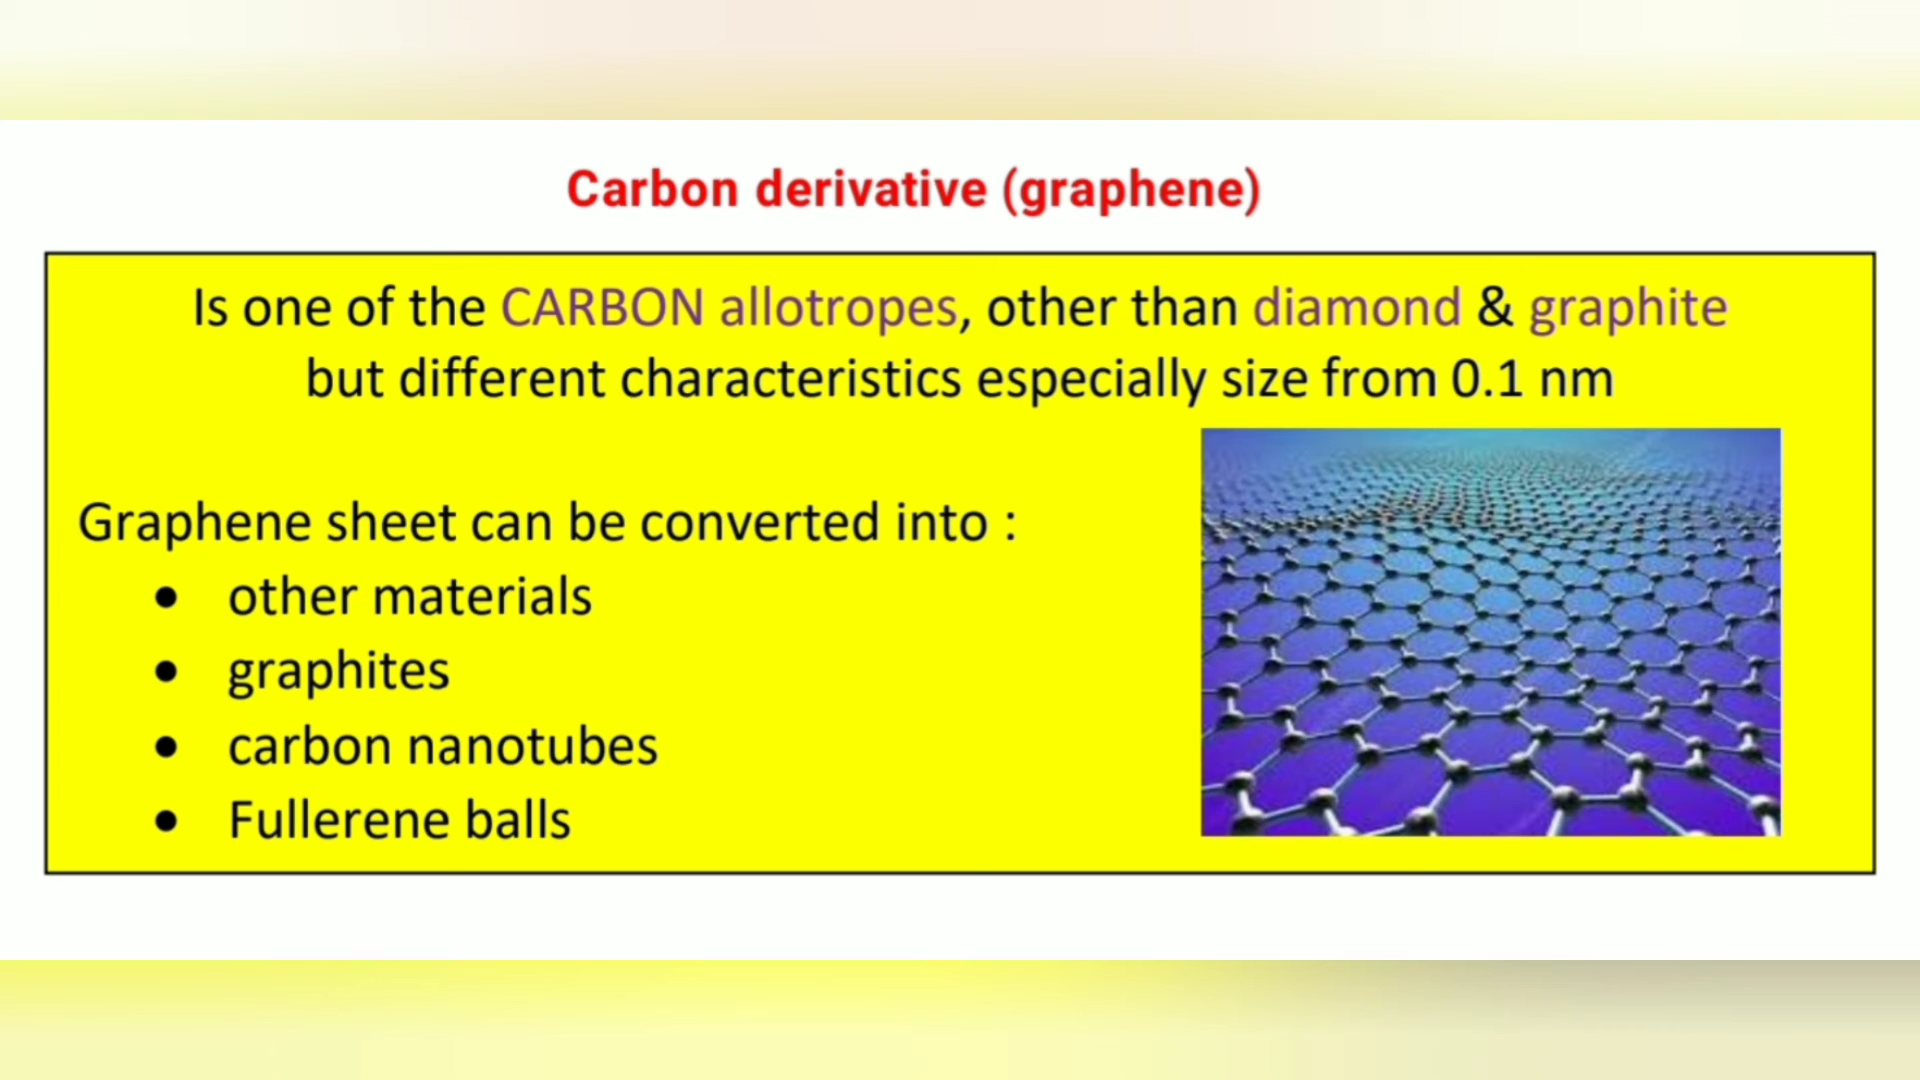 Carbon derivative (graphene)
Is one of the CARBON allotropes, other than diamond & graphite
but different characteristics especially size from 0.1 nm
Graphene sheet can be converted into :
● other materials
● graphites
● carbon nanotubes
● Fullerene balls